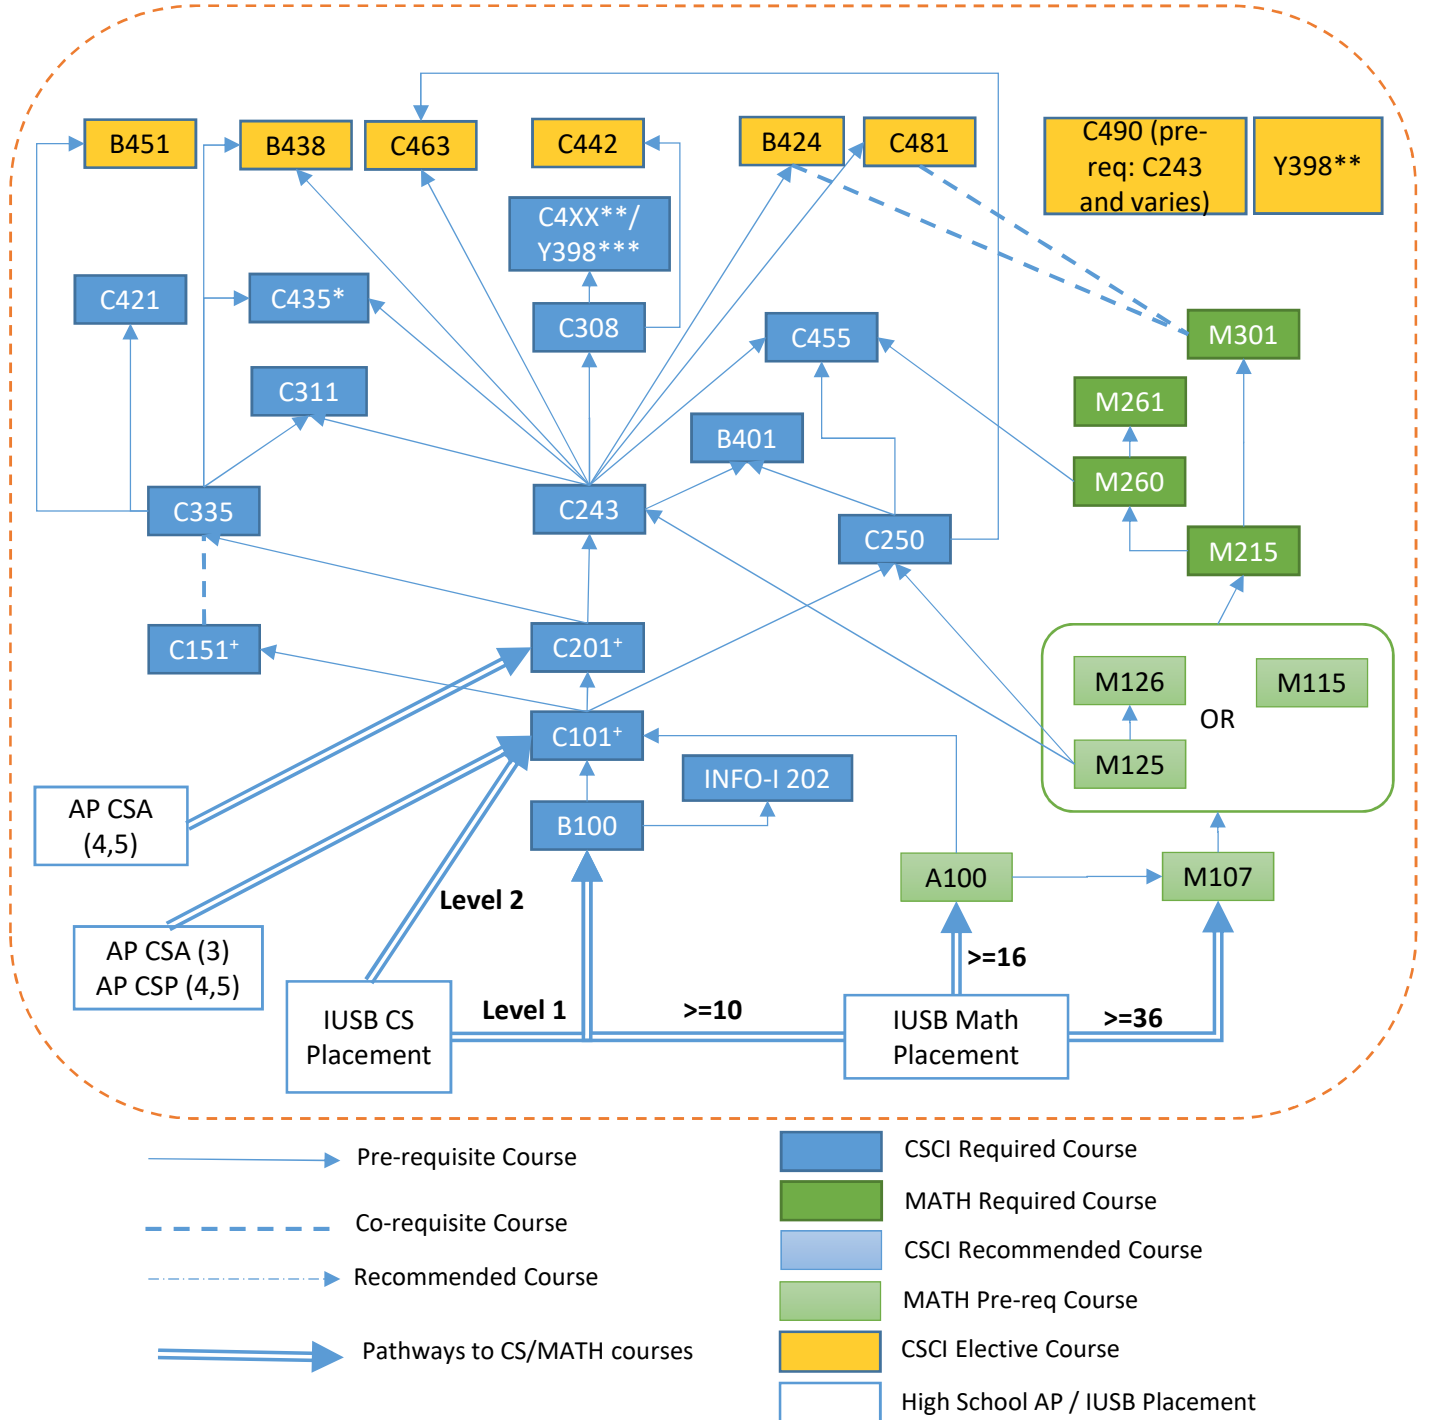 B451
B438
C463
C442
B424
C481
C490 (pre-
req: C243
and varies)
Y398**
C4XX**/
Y398***
C421
C435*
C308
C455
M301
C311
B401
M261
M260
C335
C243
C250
M215
C151+
C201+
M126
M115
OR
C101+
M125
INFO-I 202
AP CSA
(4,5)
B100
A100
M107
Level 2
AP CSA (3)
AP CSP (4,5)
>=16
IUSB CS
Placement
Level 1
>=10
IUSB Math
Placement
>=36
Pre-requisite Course
Co-requisite Course
Recommended Course
Pathways to CS/MATH courses
CSCI Required Course
MATH Required Course
CSCI Recommended Course
MATH Pre-req Course
CSCI Elective Course
High School AP / IUSB Placement